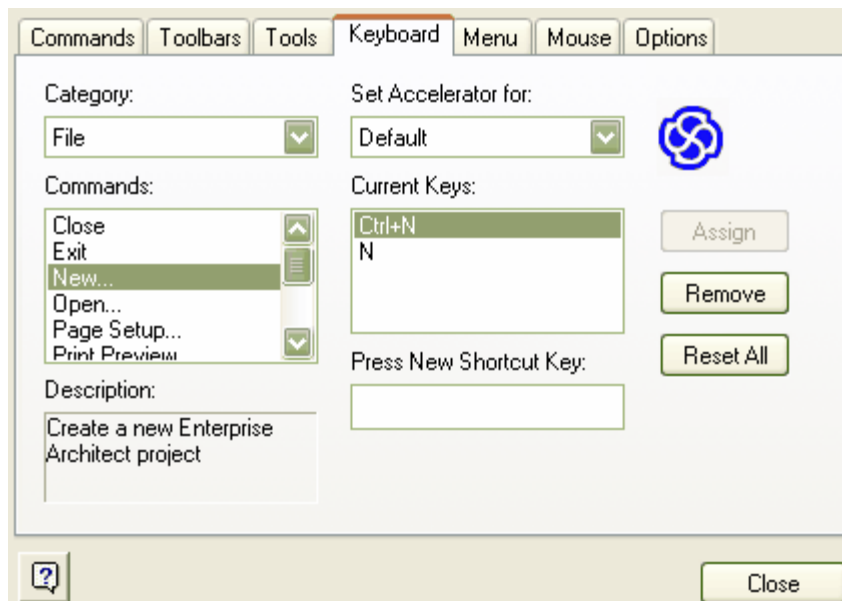 Commands Toolbars Tools Keyboard Menu Mouse Options
Category:
File
Commands:
Close
Exit
New...
Open...
Page Setup...
Print Preview
Description:
Create a new Enterprise
Architect project
Set Accelerator for:
Default
Current Keys:
Ctrl+N
N
Press New Shortcut Key:
Assign
Remove
Reset All
?
Close